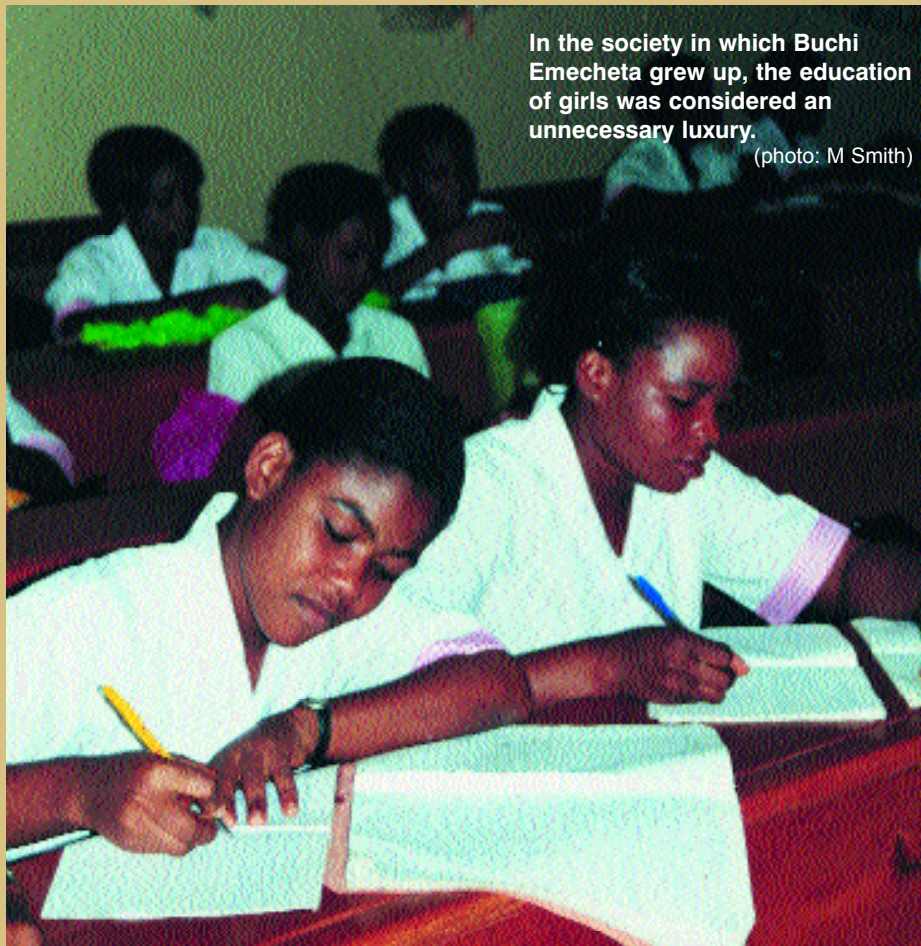 In the society in which Buchi
Emecheta grew up, the education
of girls was considered an
unnecessary luxury.
(photo: M Smith)